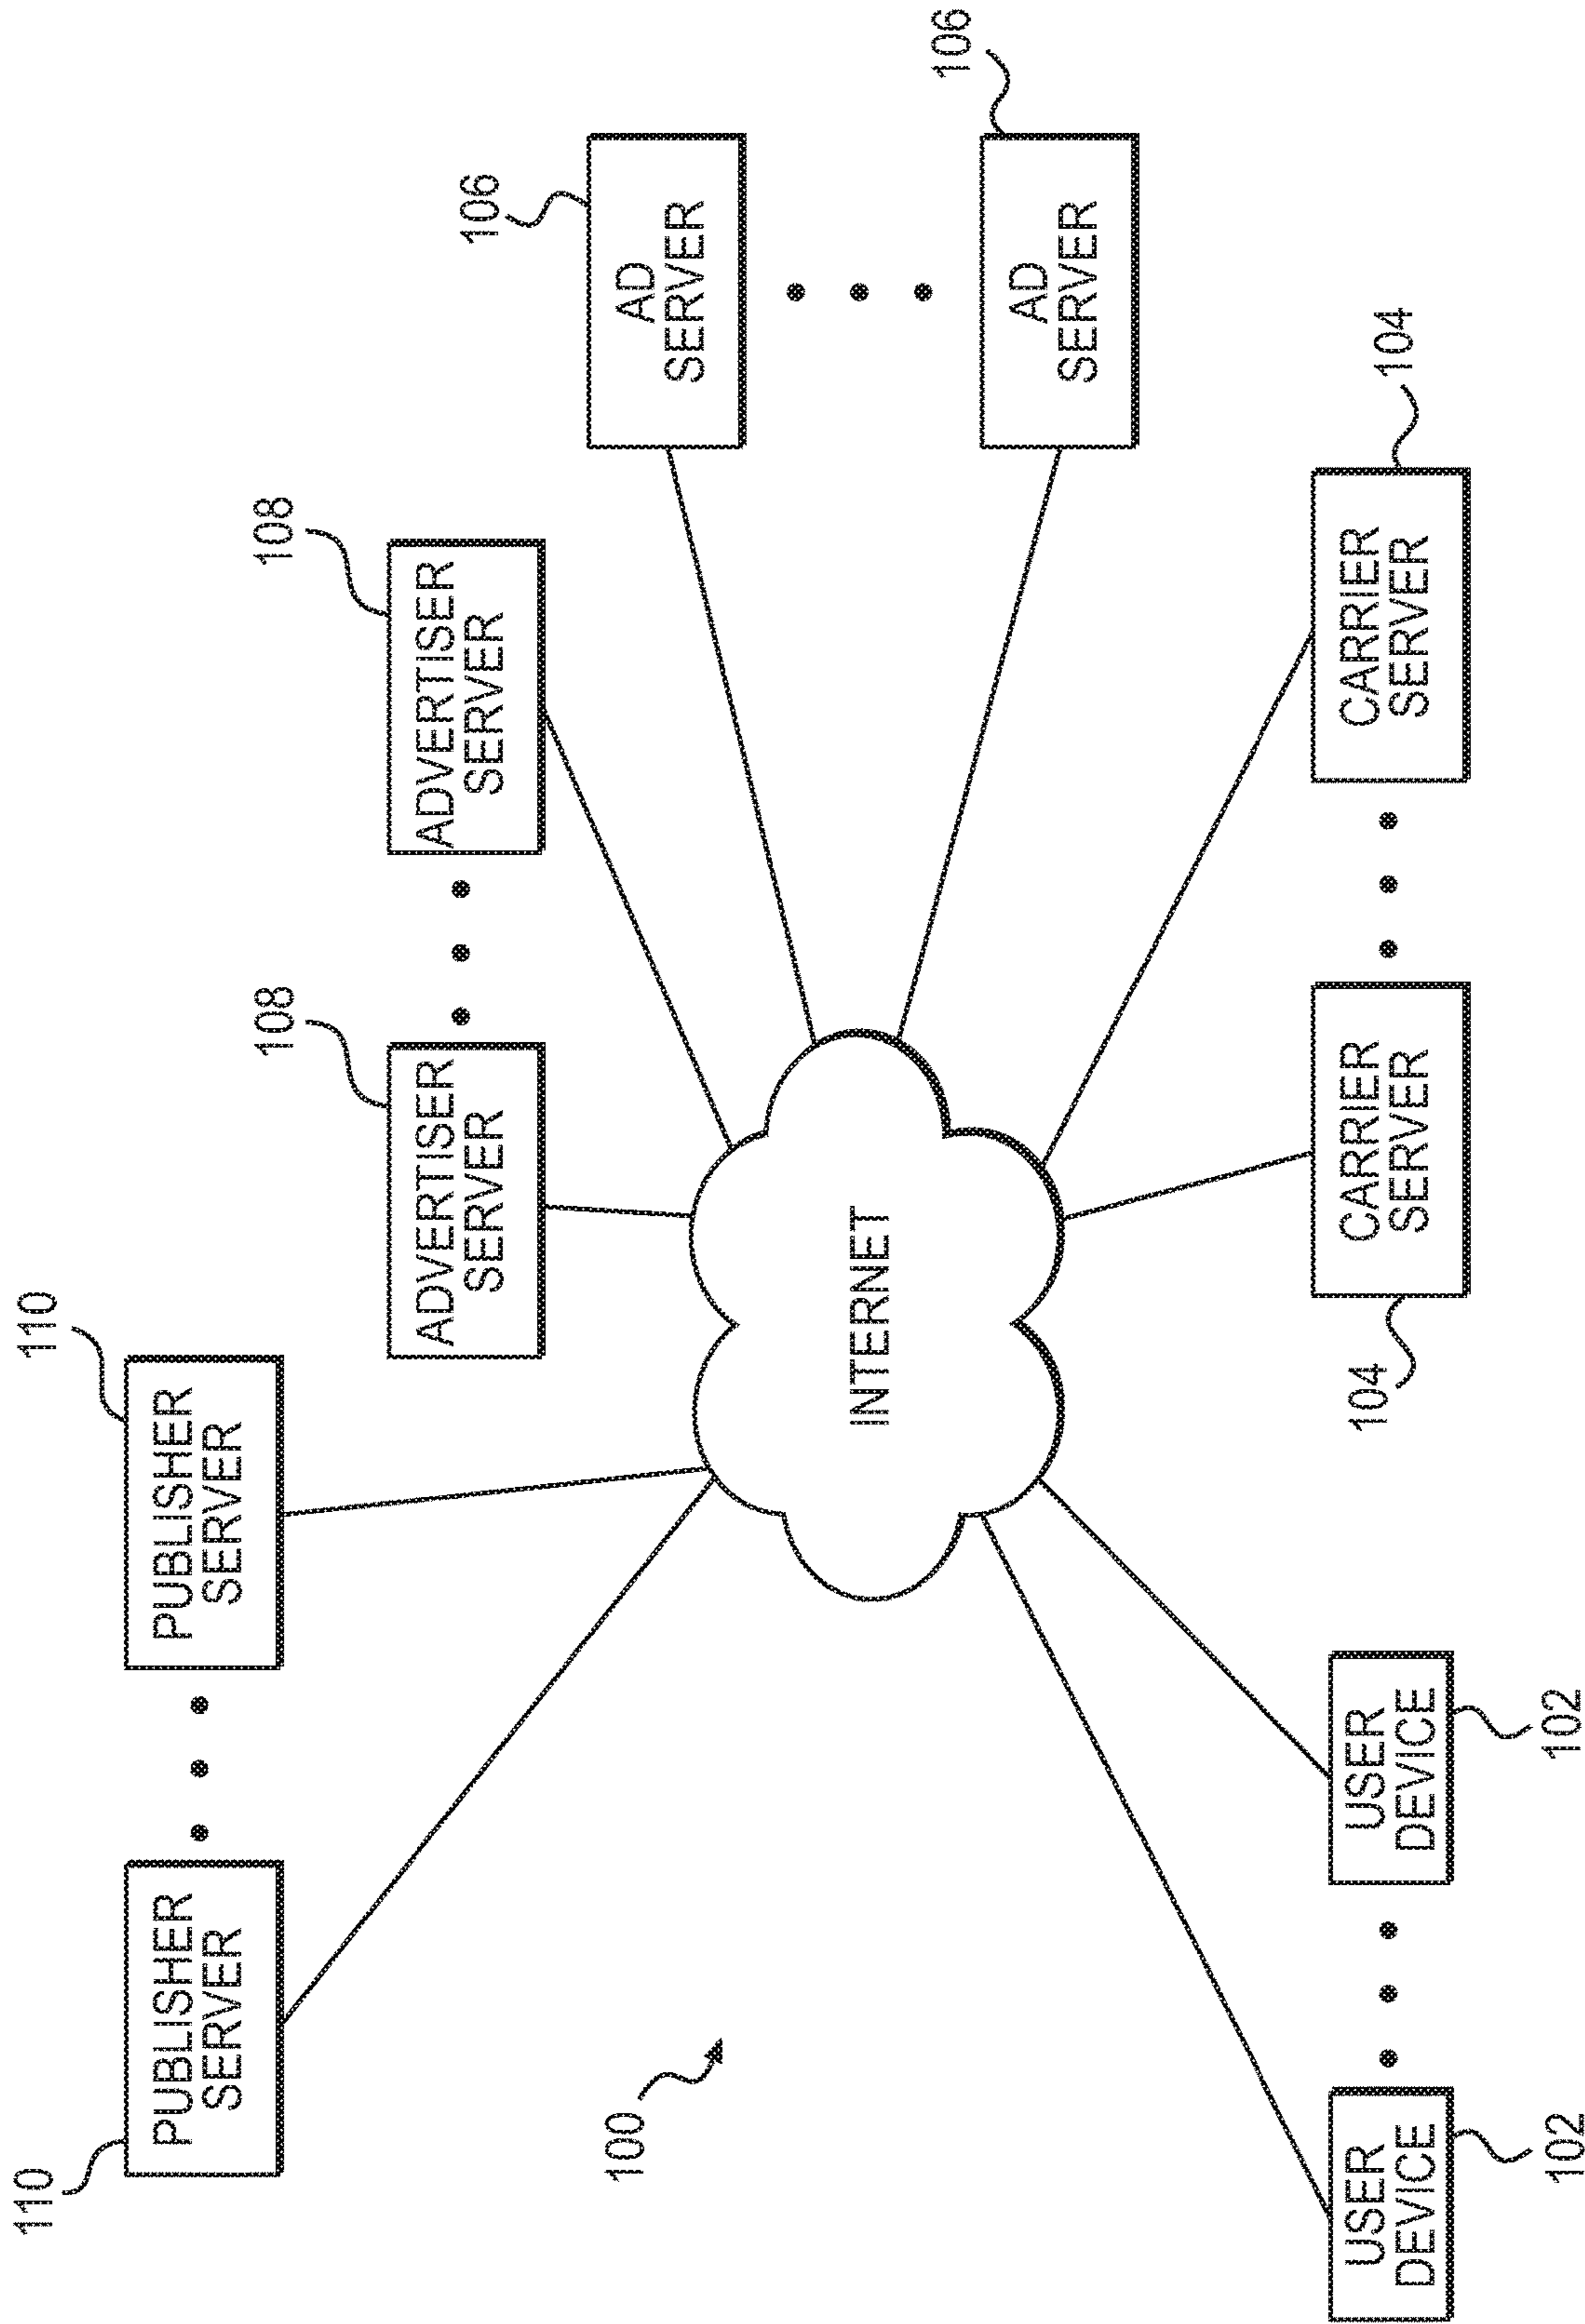 110
110
PUBLISHER
SERVER
PUBLISHER
SERVER
108
108
ADVERTISER
SERVER
ADVERTISER
SERVER
106
AD
SERVER
100
INTERNET
106
AD
SERVER
USER
DEVICE
USER
DEVICE
104
CARRIER
SERVER
CARRIER
SERVER
104
102
102